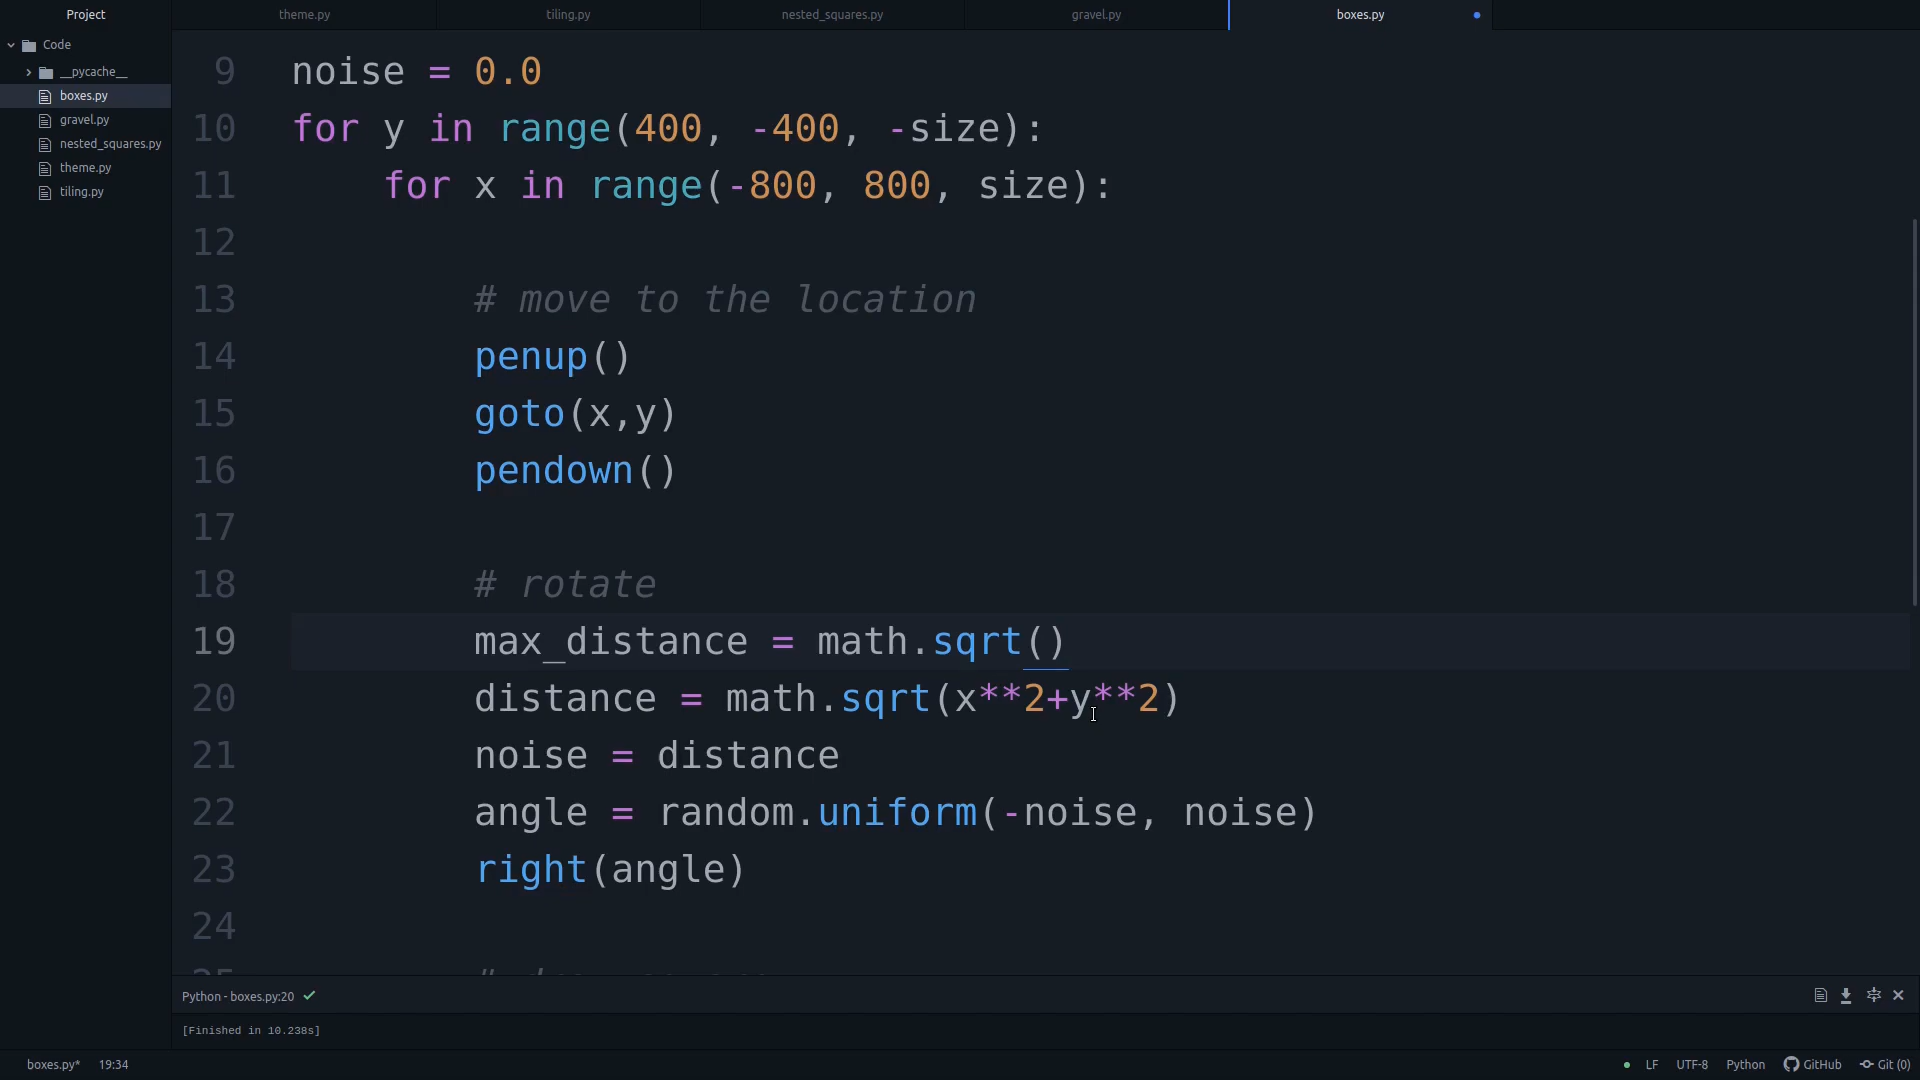 Project
theme.py
tiling.py
nested_squares.py
gravel.py
boxes.py
Code
__pycache__
boxes.py
gravel.py
nested_squares.py
theme.py
tiling.py
9 noise = 0.0
10 for y in range(400, -400, -size):
11     for x in range(-800, 800, size):
12
13         # move to the location
14         penup()
15         goto(x,y)
16         pendown()
17
18         # rotate
19         max_distance = math.sqrt()
20         distance = math.sqrt(x**2+y**2)
21         noise = distance
22         angle = random.uniform(-noise, noise)
23         right(angle)
24
Python - boxes.py:20
[Finished in 10.238s]
boxes.py* 19:34
LF UTF-8 Python GitHub Git (0)